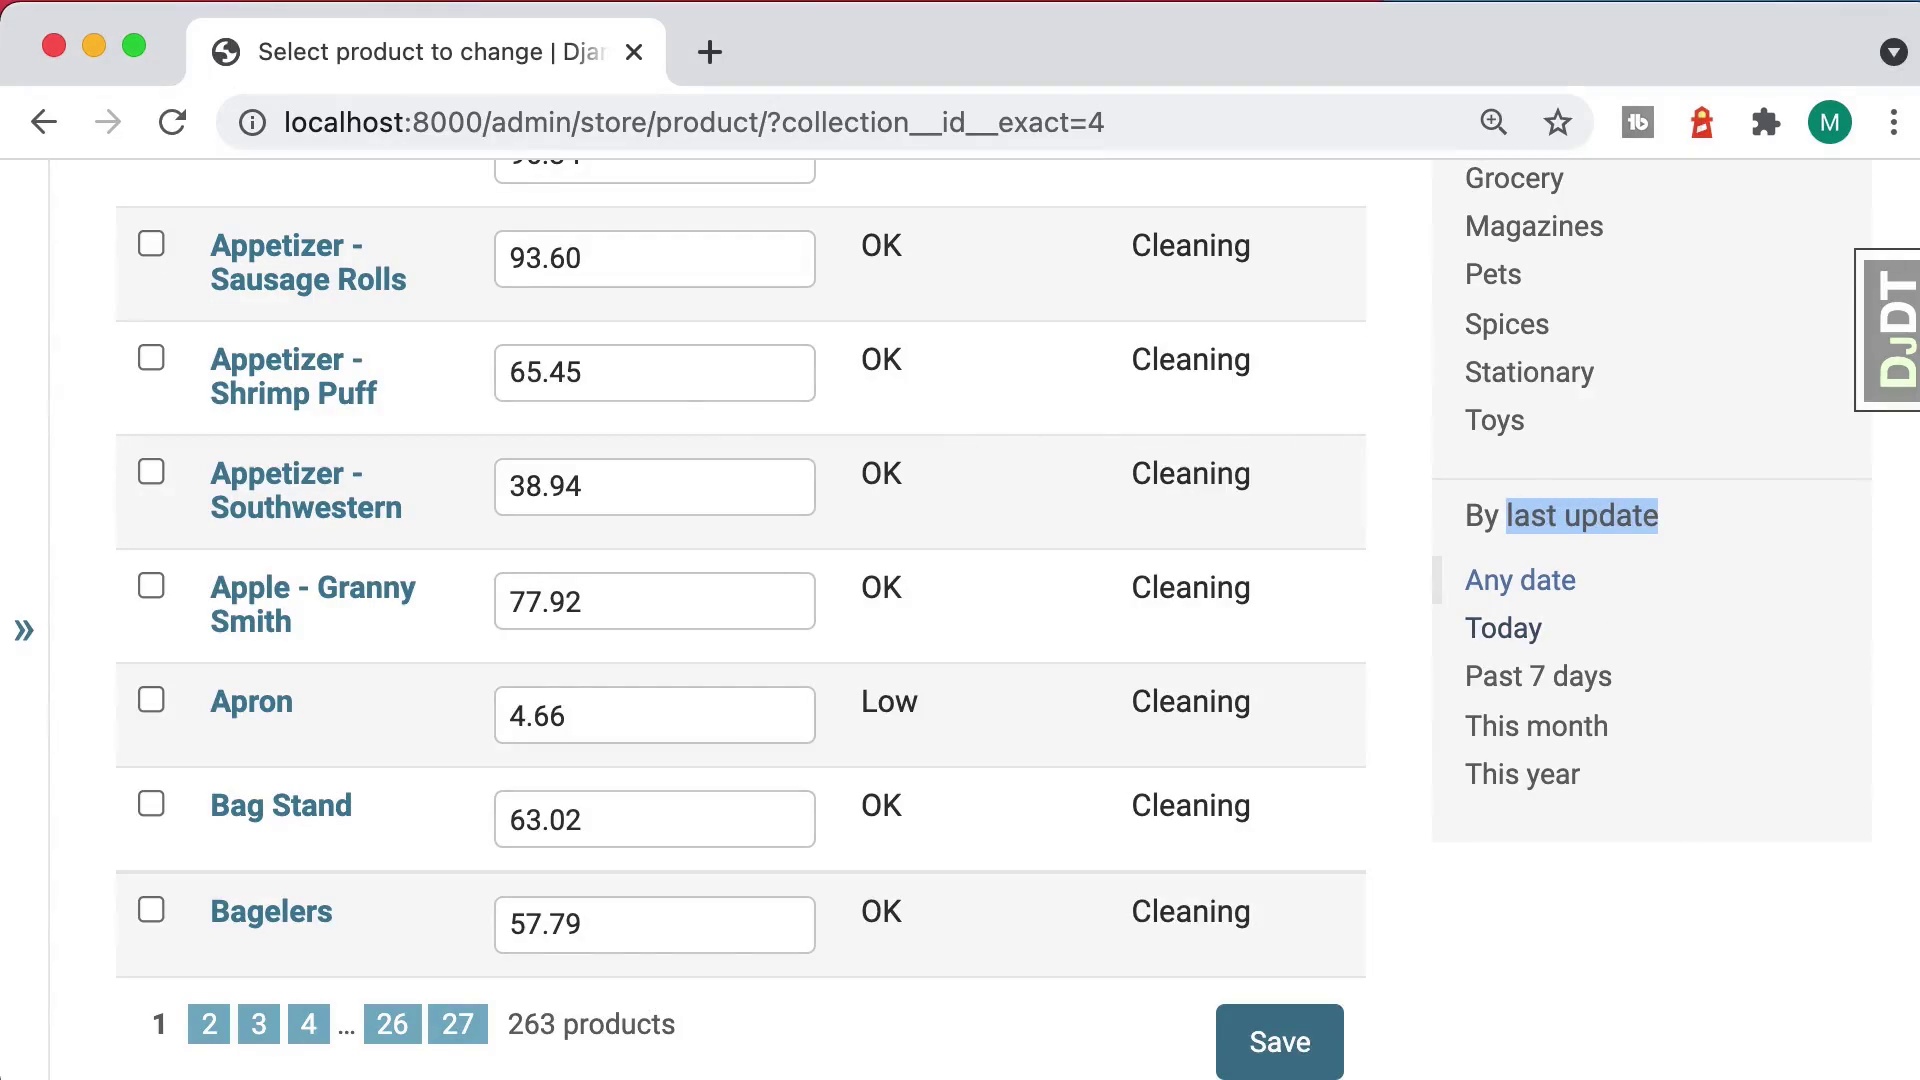 Select product to change | Djan
localhost:8000/admin/store/product/?collection__id__exact=4
M
Appetizer - Sausage Rolls
93.60
OK
Cleaning
Appetizer - Shrimp Puff
65.45
OK
Cleaning
Appetizer - Southwestern
38.94
OK
Cleaning
Apple - Granny Smith
77.92
OK
Cleaning
Apron
4.66
Low
Cleaning
Bag Stand
63.02
OK
Cleaning
Bagelers
57.79
OK
Cleaning
1 2 3 4 ... 26 27 263 products
Save
Grocery
Magazines
Pets
Spices
Stationary
Toys
By last update
Any date
Today
Past 7 days
This month
This year
DJDT